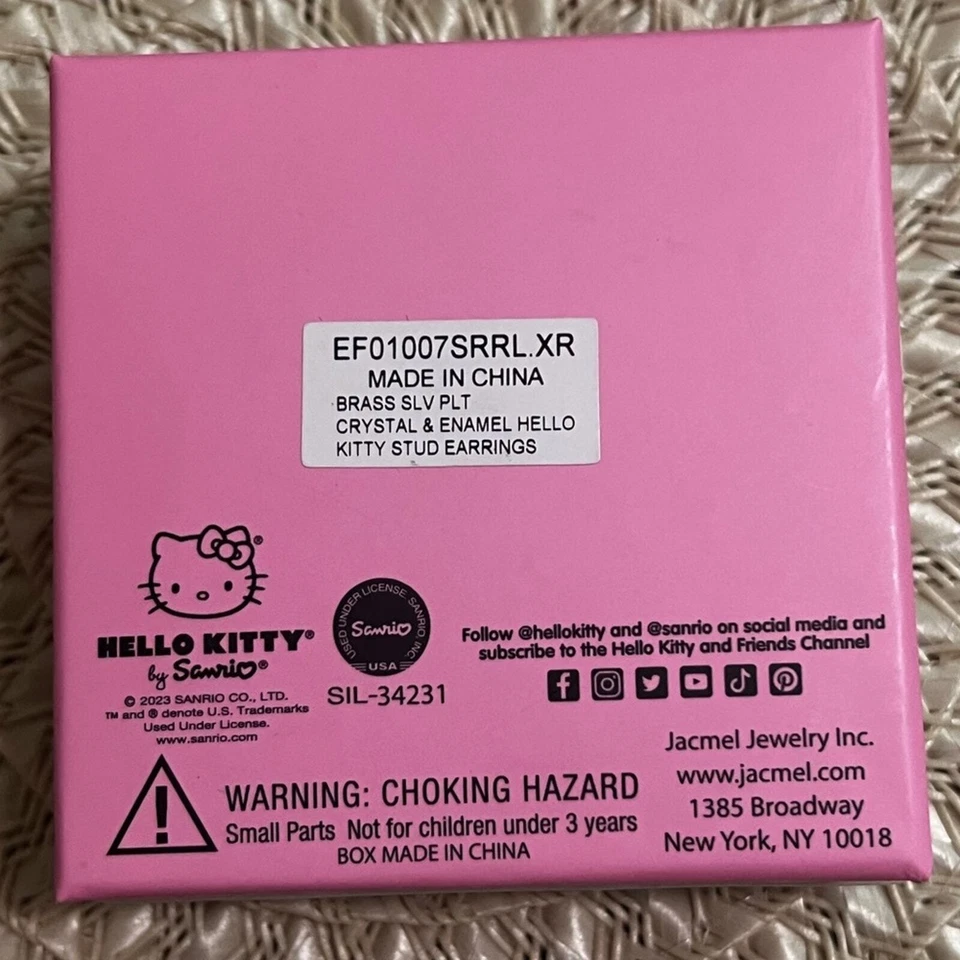 EF01007SRRL.XR
MADE IN CHINA
BRASS SLV PLT
CRYSTAL & ENAMEL HELLO
KITTY STUD EARRINGS
®
HELLO KITTY®
by Sanrio®
© 2023 SANRIO CO., LTD.
TM and ® denote U.S. Trademarks
Used Under License.
www.sanrio.com
USED UNDER LICENSE SANRIO, INC.
Sanrio
USA
SIL-34231
Follow @hellokitty and @sanrio on social media and
subscribe to the Hello Kitty and Friends Channel
Jacmel Jewelry Inc.
www.jacmel.com
1385 Broadway
New York, NY 10018
WARNING: CHOKING HAZARD
Small Parts Not for children under 3 years
BOX MADE IN CHINA